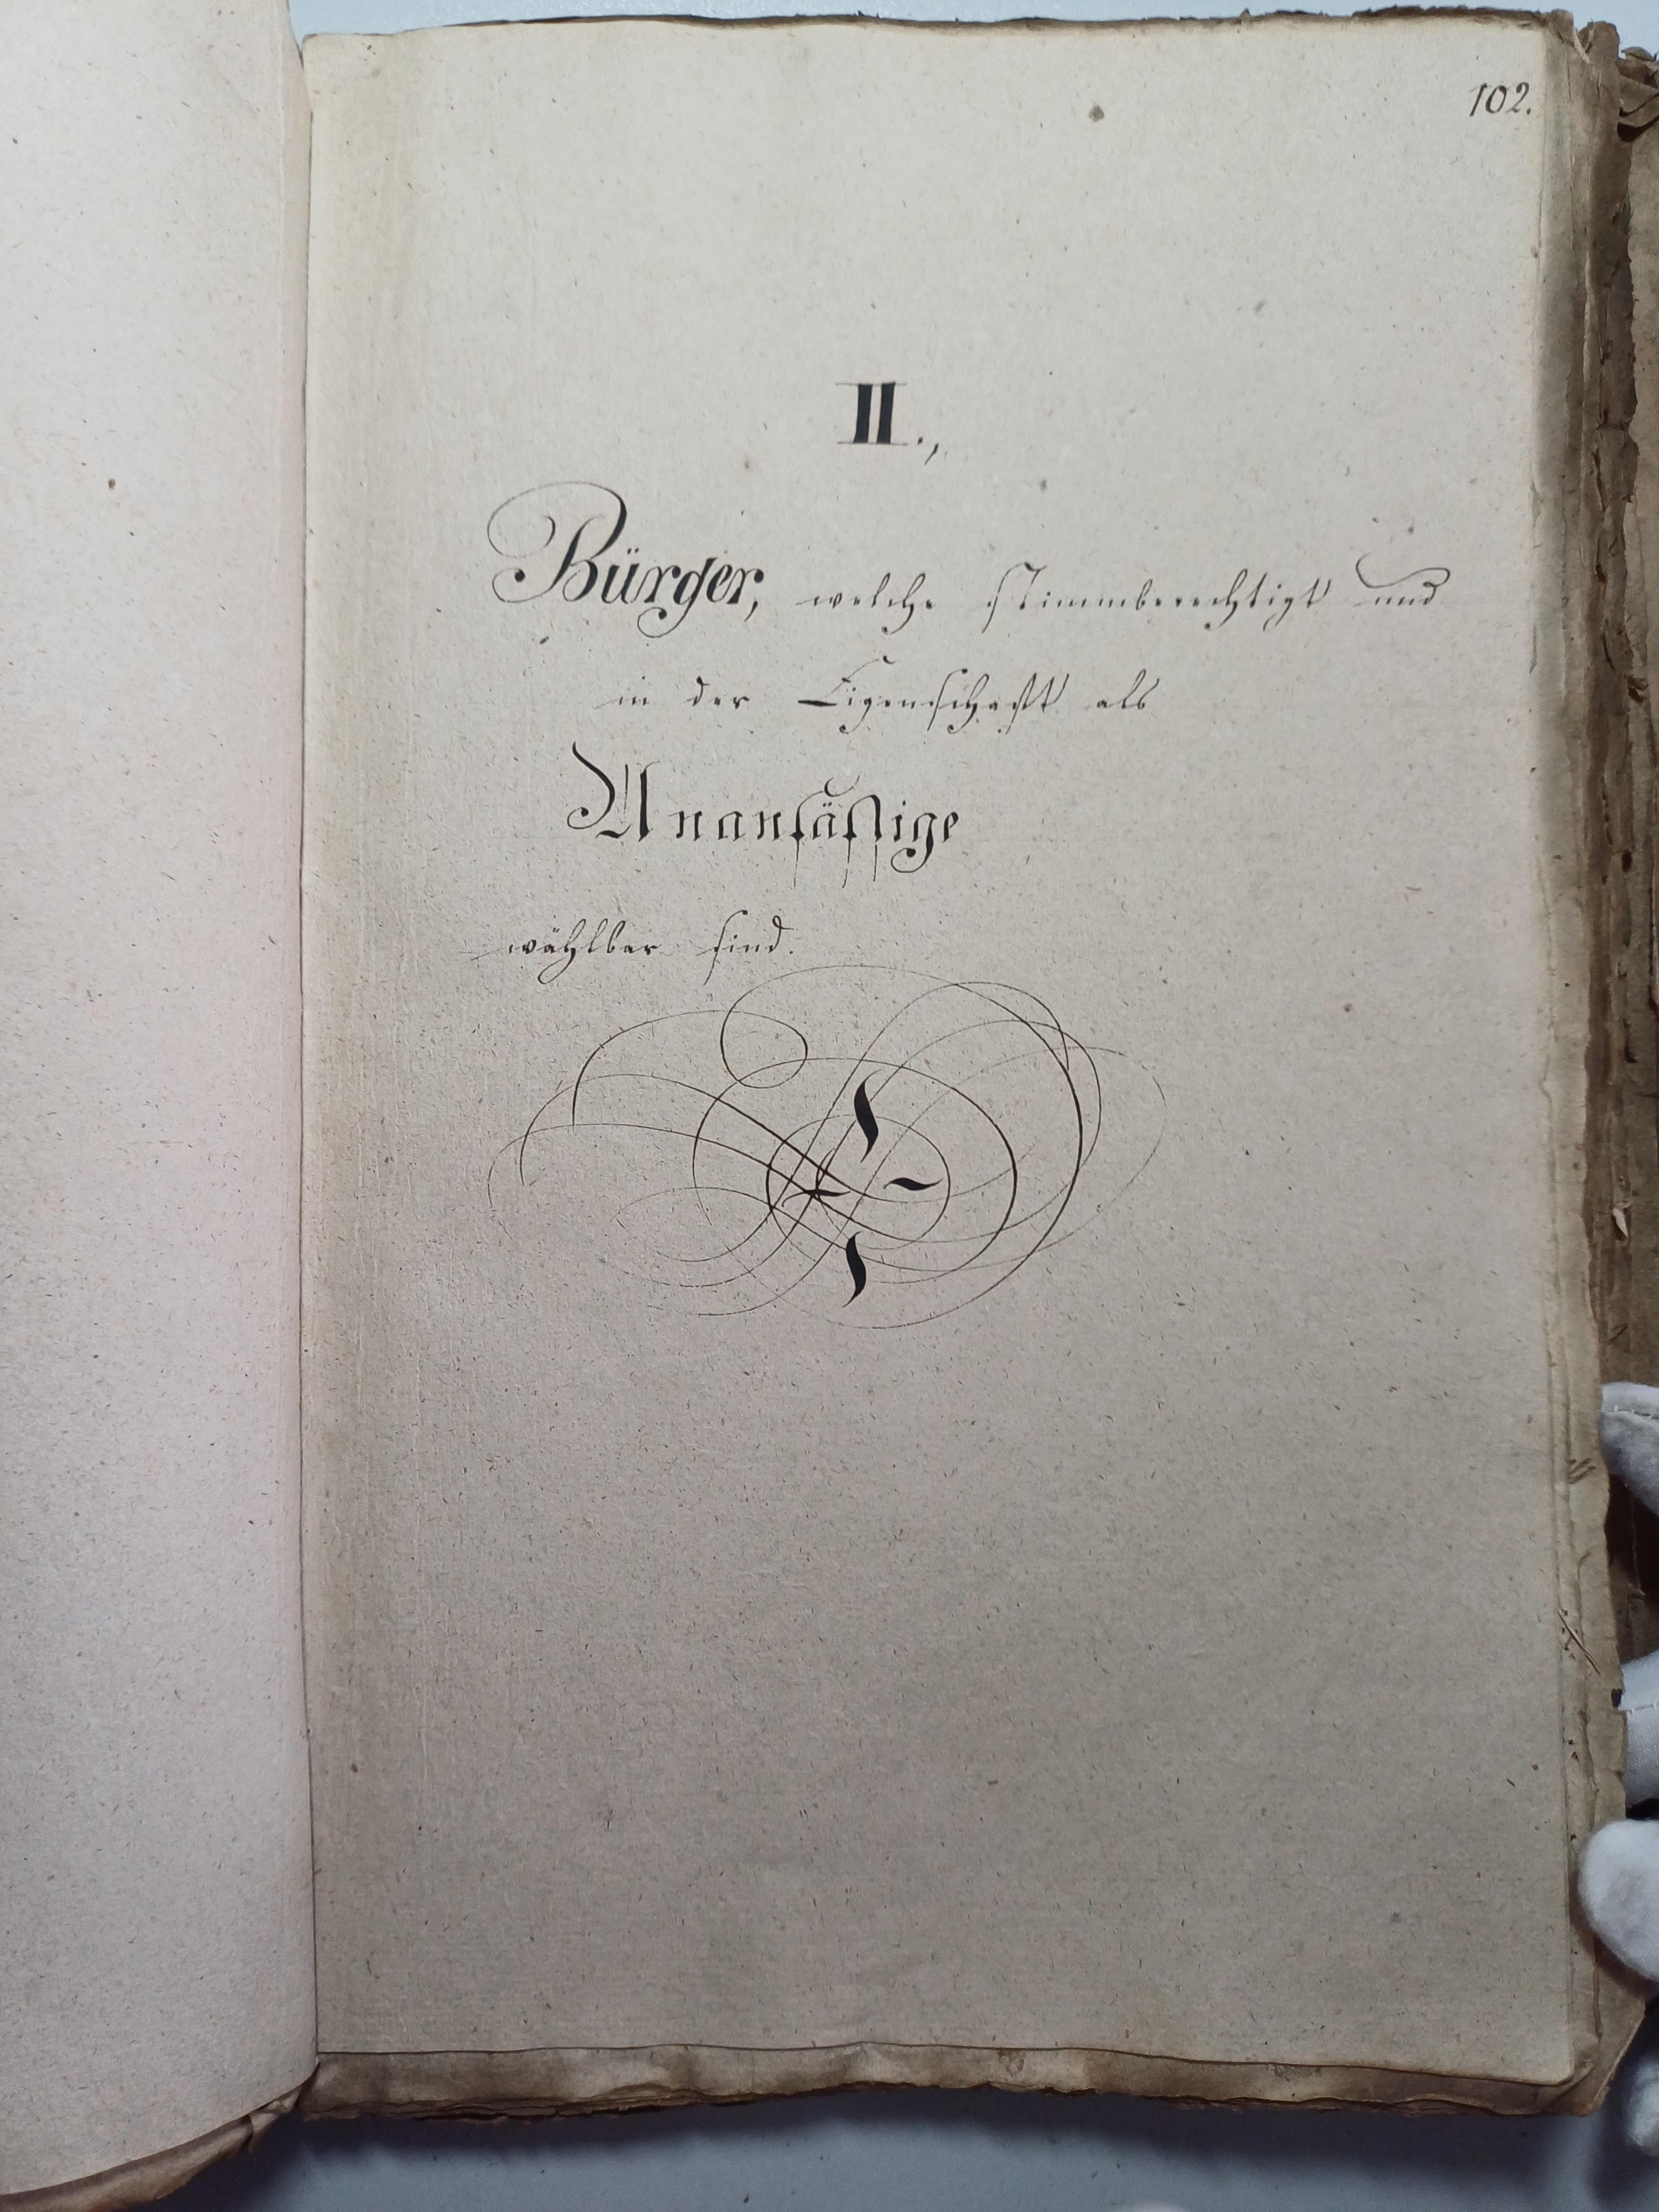 102.
II.,
Bürger, welche stimmberechtigt und
in der Eigenschaft als
Unansäßige
wählbar sind.